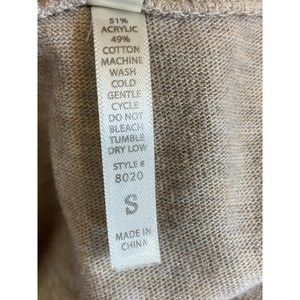 51%
ACRYLIC
49%
COTTON
MACHINE
WASH
COLD
GENTLE
CYCLE
DO NOT
BLEACH
TUMBLE
DRY LOW
STYLE #
8020
S
MADE IN
CHINA